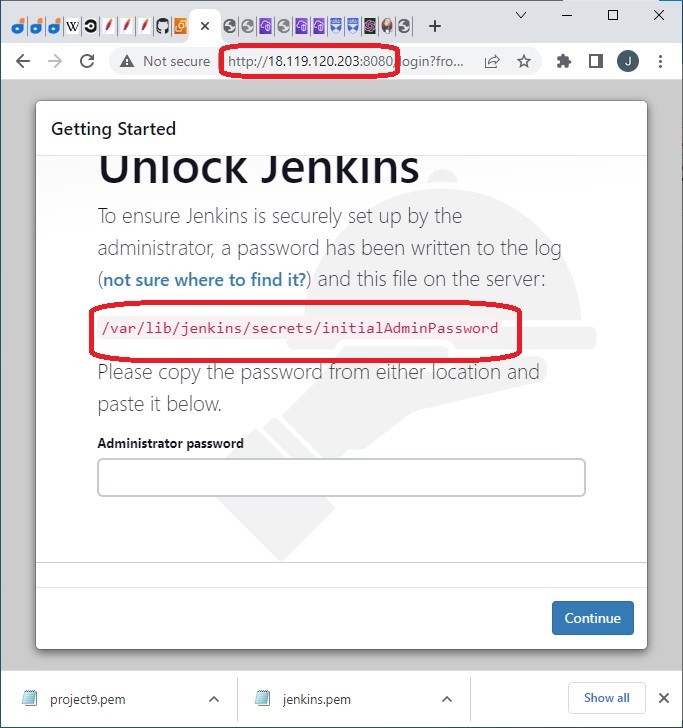 W
Not secure
http://18.119.120.203:8080/login?fro...
J
Getting Started
Unlock Jenkins
To ensure Jenkins is securely set up by the
administrator, a password has been written to the log
(not sure where to find it?) and this file on the server:
/var/lib/jenkins/secrets/initialAdminPassword
Please copy the password from either location and
paste it below.
Administrator password
Continue
project9.pem
jenkins.pem
Show all